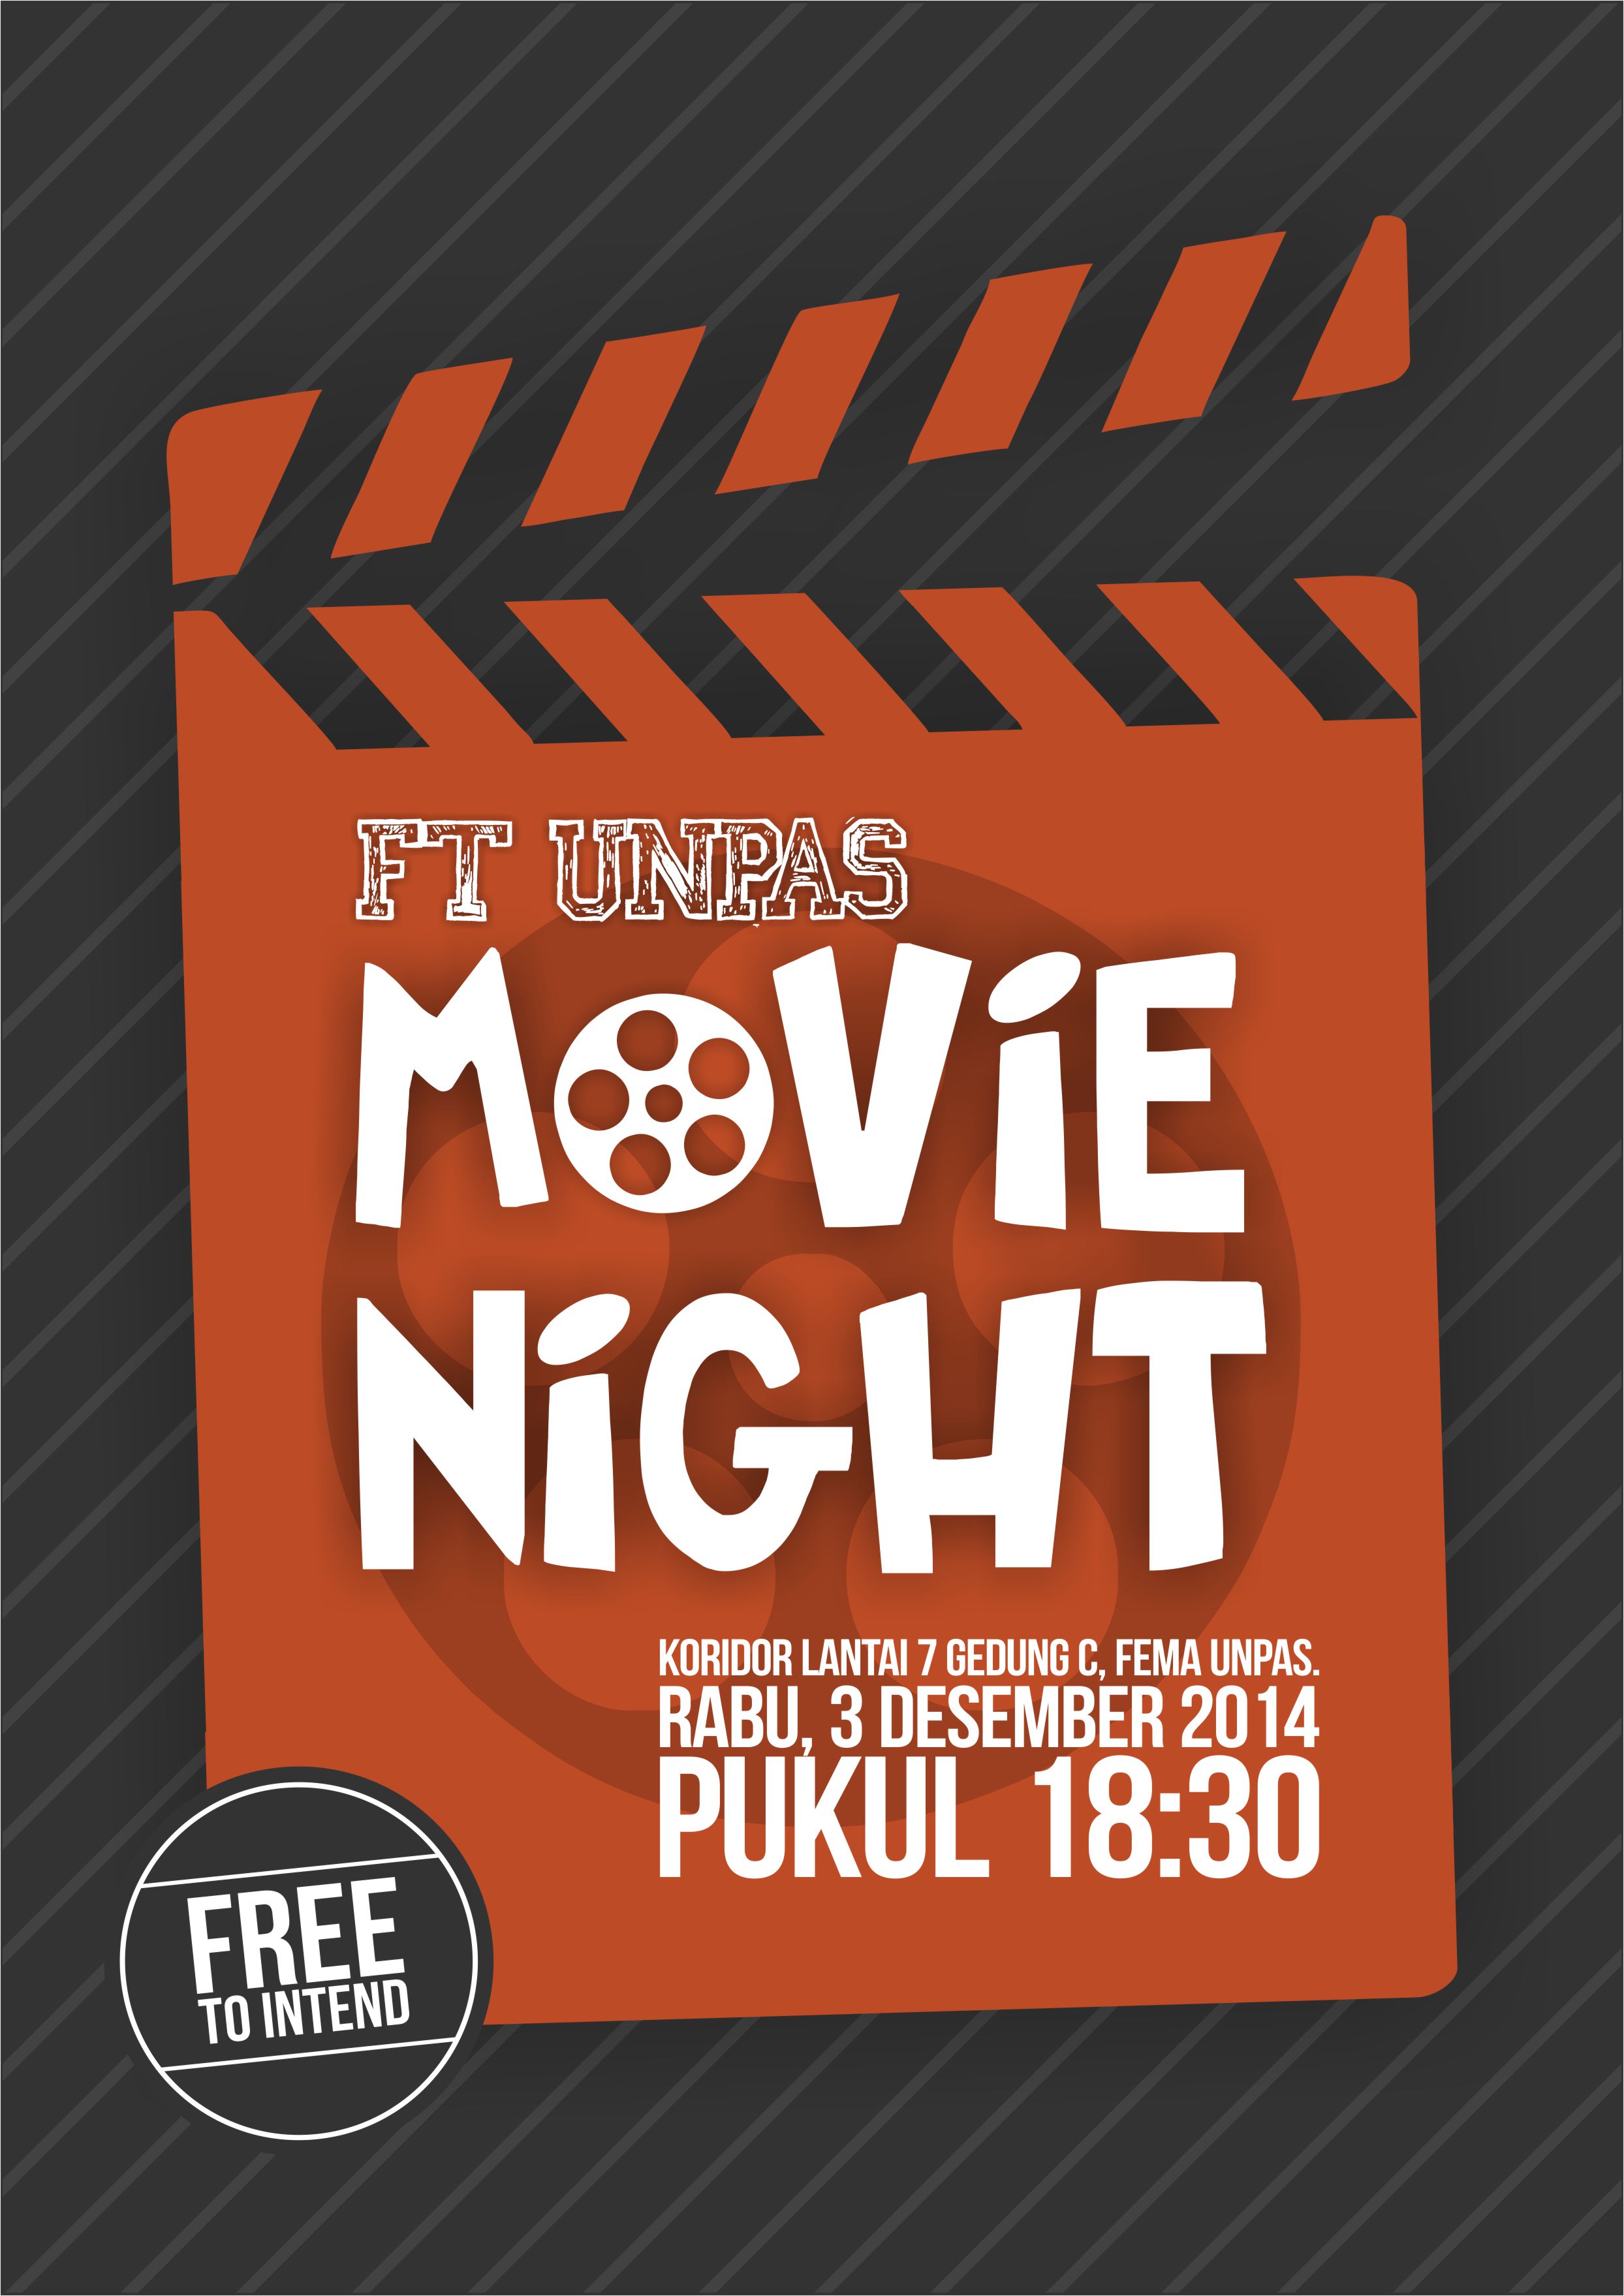 FT UNPAS
MOViE
NiGHT
KORIDOR LANTAI 7 GEDUNG C, FEMA UNPAS.
RABU, 3 DESEMBER 2014
PUKUL 18:30
FREE
TO INTEND